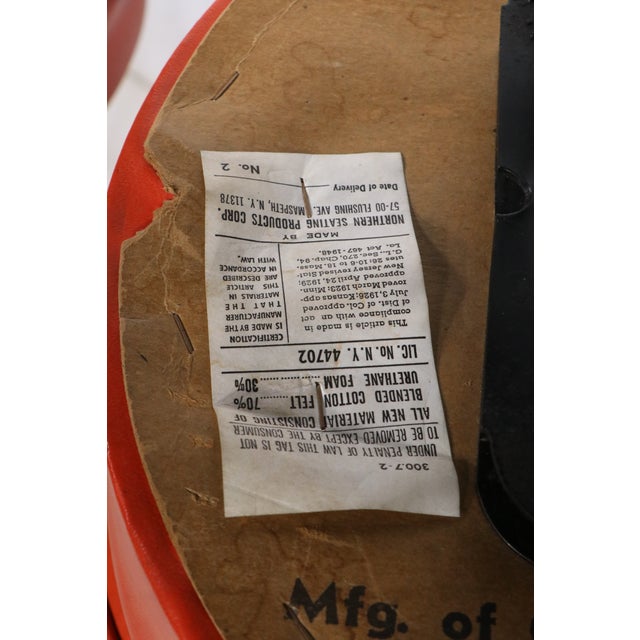 300.7-2
UNDER PENALTY OF LAW THIS TAG IS NOT
TO BE REMOVED EXCEPT BY THE CONSUMER
ALL NEW MATERIAL CONSISTING OF
BLENDED COTTON FELT ........ 70%
URETHANE FOAM ............ 30%
LIC. No. N.Y. 44702
This article is made in
compliance with an act
of Dist. of Col. approved
July 3, 1926; Kansas app
roved March 1923; Minn.
approved April 24, 1929;
New Jersey revised Stat
utes 26:10-6 to 18. Mass.
G.L., Sec. 270, Chap. 94,
La. Act 467-1948.
CERTIFICATION
IS MADE BY THE
MANUFACTURER
THAT THE
MATERIALS IN
THIS ARTICLE
ARE DESCRIBED
IN ACCORDANCE
WITH LAW.
MADE BY
NORTHERN SEATING PRODUCTS CORP.
57-00 FLUSHING AVE. MASPETH, N.Y. 11378
Date of Delivery
No. 2
Mfg. of